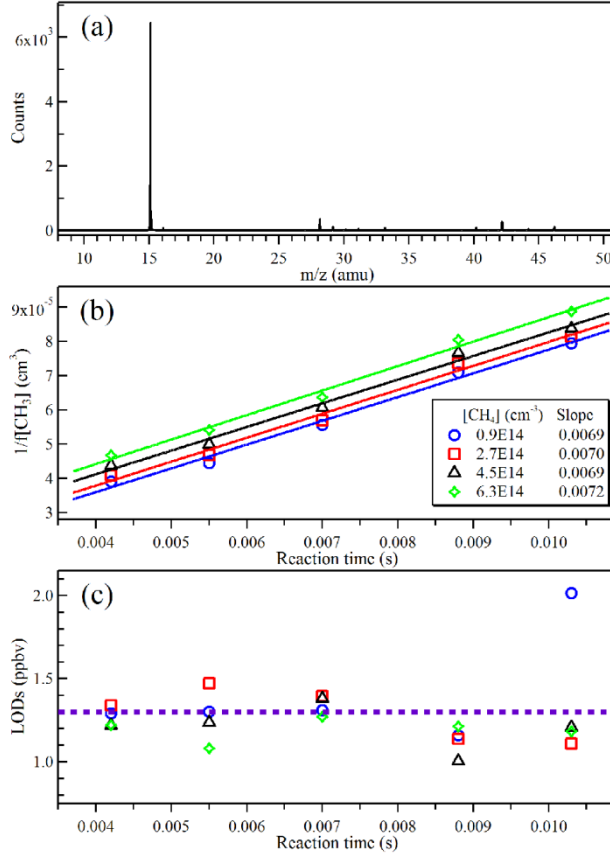 (a)
6x10³
4
2
0
Counts
10 20 30 40 50
m/z (amu)
(b)
9x10⁻⁵
8
7
6
5
4
3
1/f[CH₃] (cm³)
[CH₄] (cm⁻³) Slope
0.9E14 0.0069
2.7E14 0.0070
4.5E14 0.0069
6.3E14 0.0072
0.004 0.005 0.006 0.007 0.008 0.009 0.010
Reaction time (s)
(c)
2.0
1.5
1.0
LODs (ppbv)
0.004 0.005 0.006 0.007 0.008 0.009 0.010
Reaction time (s)